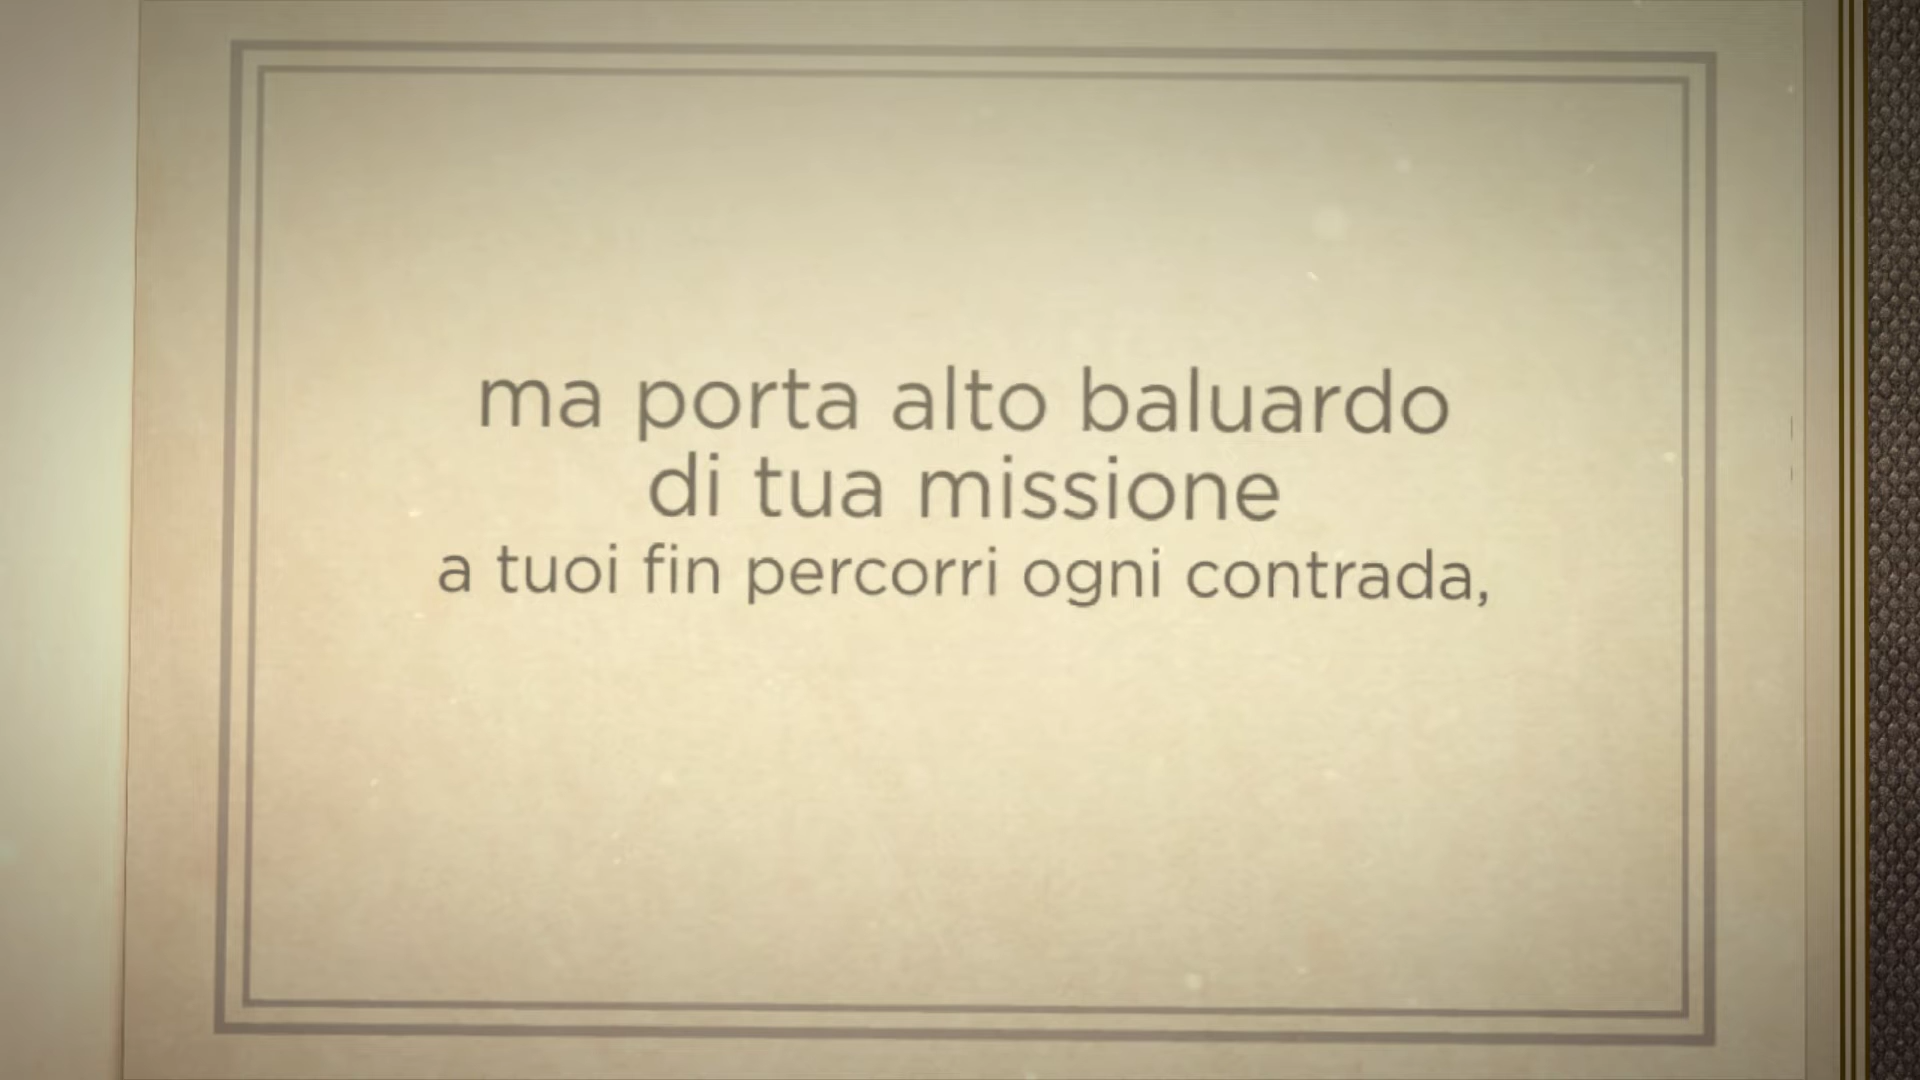 ma porta alto baluardo
di tua missione
a tuoi fin percorri ogni contrada,